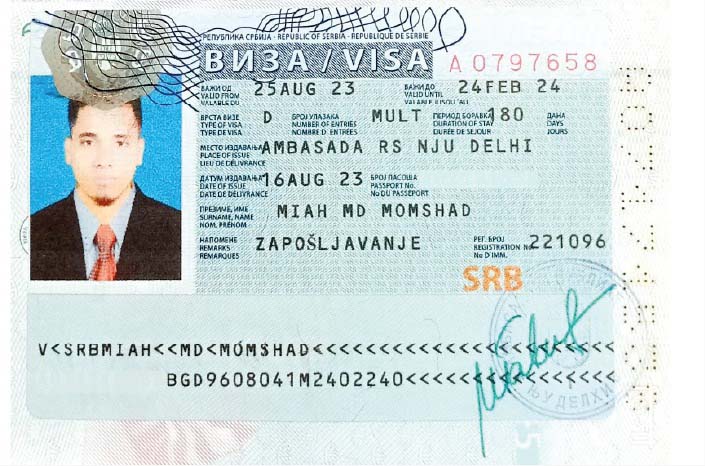 РЕПУБЛИКА СРБИЈА - REPUBLIC OF SERBIA - REPUBLIQUE DE SERBIE
ВИЗА / VISA A 0797658
ВАЖИ ОД 25AUG 23 ВАЖИ ДО 24FEB 24
VALID FROM VALID UNTIL
VALABLE DU VALABLE JUSQU'AU
ВРСТА ВИЗЕ D БРОЈ УЛАЗАКА MULT ПЕРИОД БОРАВКА 180 ДАНА
TYPE OF VISA NUMBER OF ENTRIES DURATION OF STAY DAYS
TYPE DE VISA NOMBRE D. ENTRÉES DURÉE DE SEJOUR JOURS
МЕСТО ИЗДАВАЊА AMBASADA RS NJU DELHI
PLACE OF ISSUE
LIEU DE DÉLIVRANCE
ДАТУМ ИЗДАВАЊА 16AUG 23 БРОЈ ПАСОША
DATE OF ISSUE PASSPORT No.
DATE DE DÉLIVRANCE No DU PASSEPORT
ПРЕЗИМЕ, ИМЕ MIAH MD MOMSHAD
SURNAME, NAME
NOM, PRÉNOM
НАПОМЕНЕ ZAPOŠLJAVANJE РЕГ. БРОЈ 221096
REMARKS REGISTRATION No
REMARQUES No D'IMM.
SRB
V<SRBMIAH<<MD<MOMSHAD<<<<<<<<<<<<<<<<<<<<<<
BGD9608041M2402240<<<<<<<<<<<<
ЊУ ДЕЛХИ